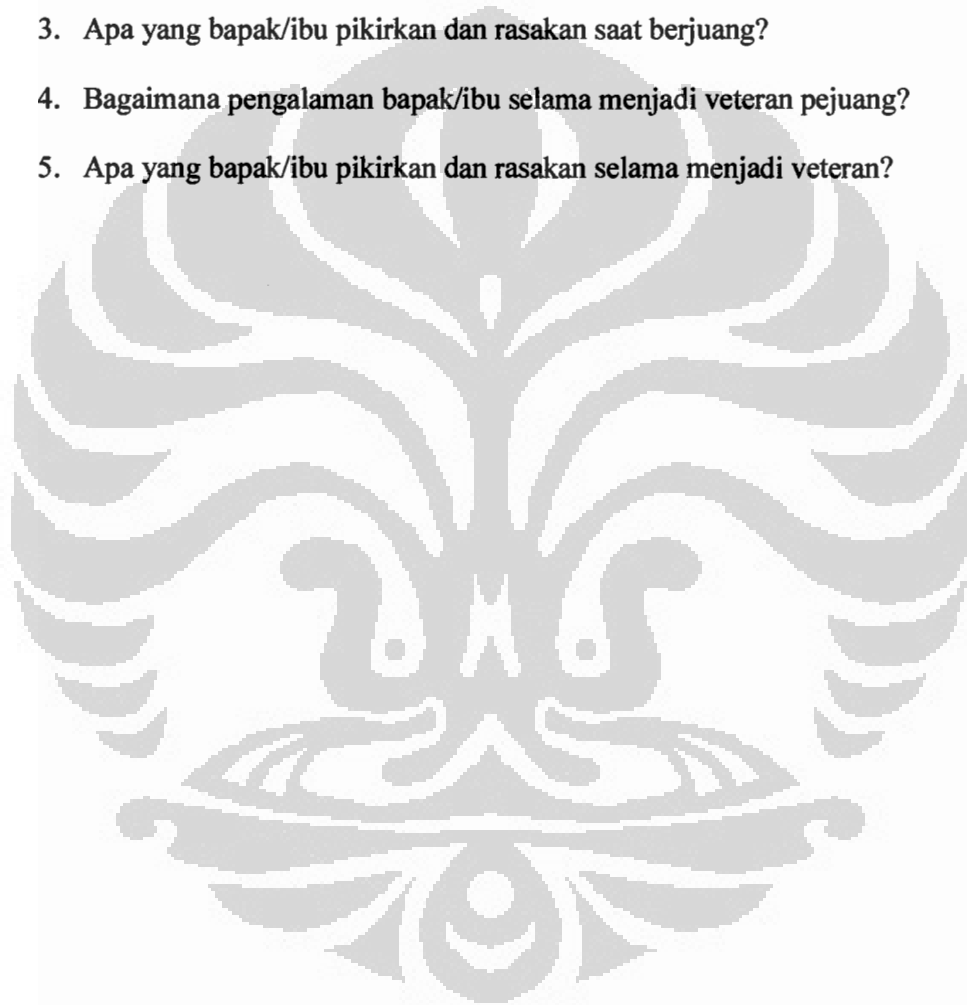 3. Apa yang bapak/ibu pikirkan dan rasakan saat berjuang?
4. Bagaimana pengalaman bapak/ibu selama menjadi veteran pejuang?
5. Apa yang bapak/ibu pikirkan dan rasakan selama menjadi veteran?